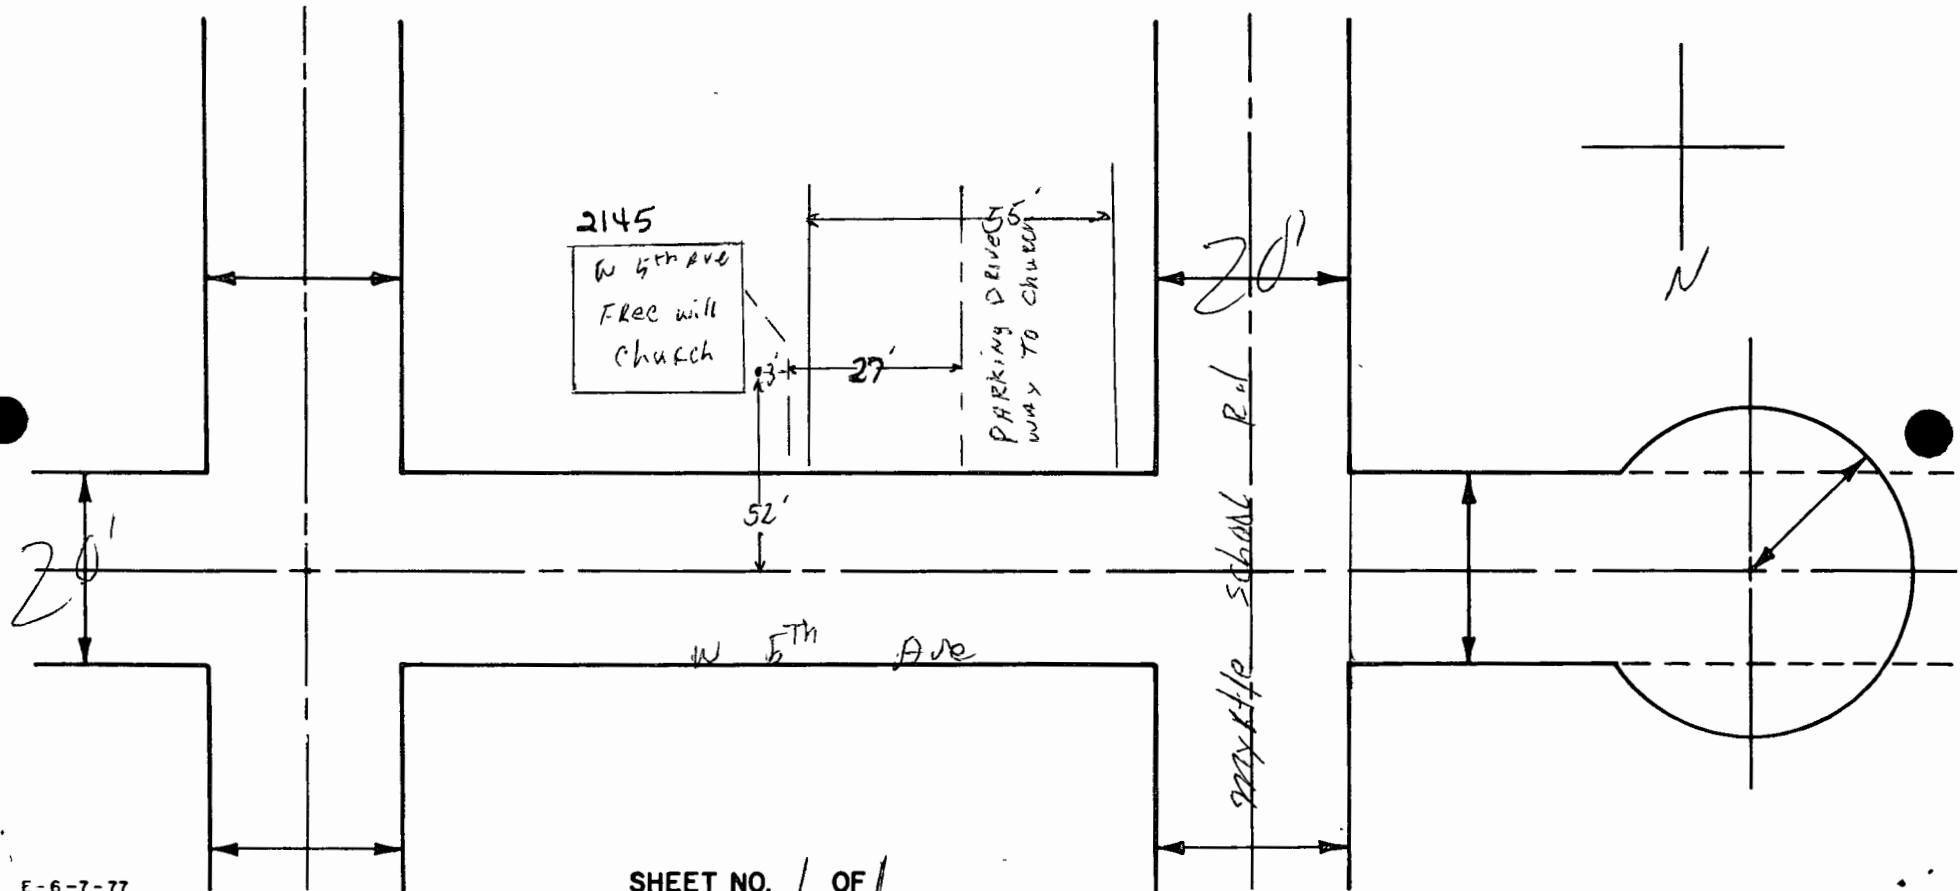 2145
W 5th Ave
Free will
Church
3'
27'
55'
PARKING DRIVE
WAY TO Church
20'
N
52'
20'
W 5Th Ave
Myrtle School Rd
E-6-7-77
SHEET NO. 1 OF 1